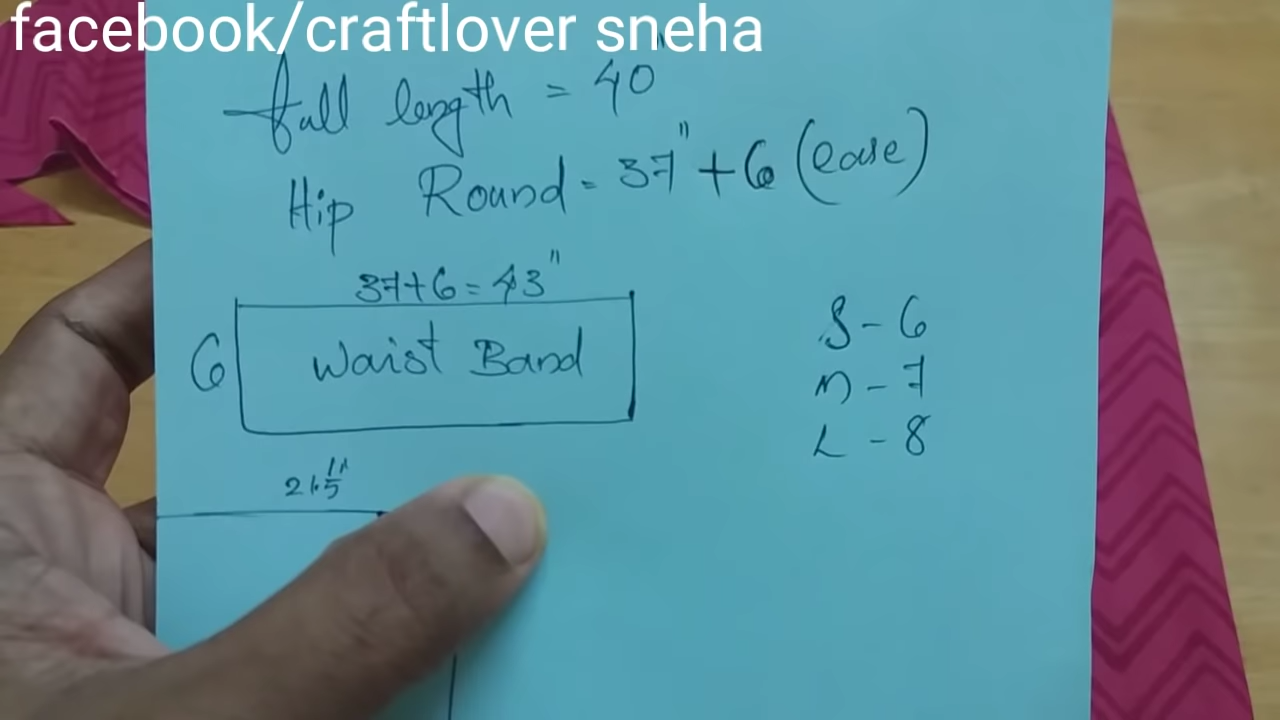 facebook/craftlover sneha
full length = 40"
Hip Round = 37" + 6 (ease)
37+6 = 43"
6
Waist Band
S - 6
M - 7
L - 8
21.5"